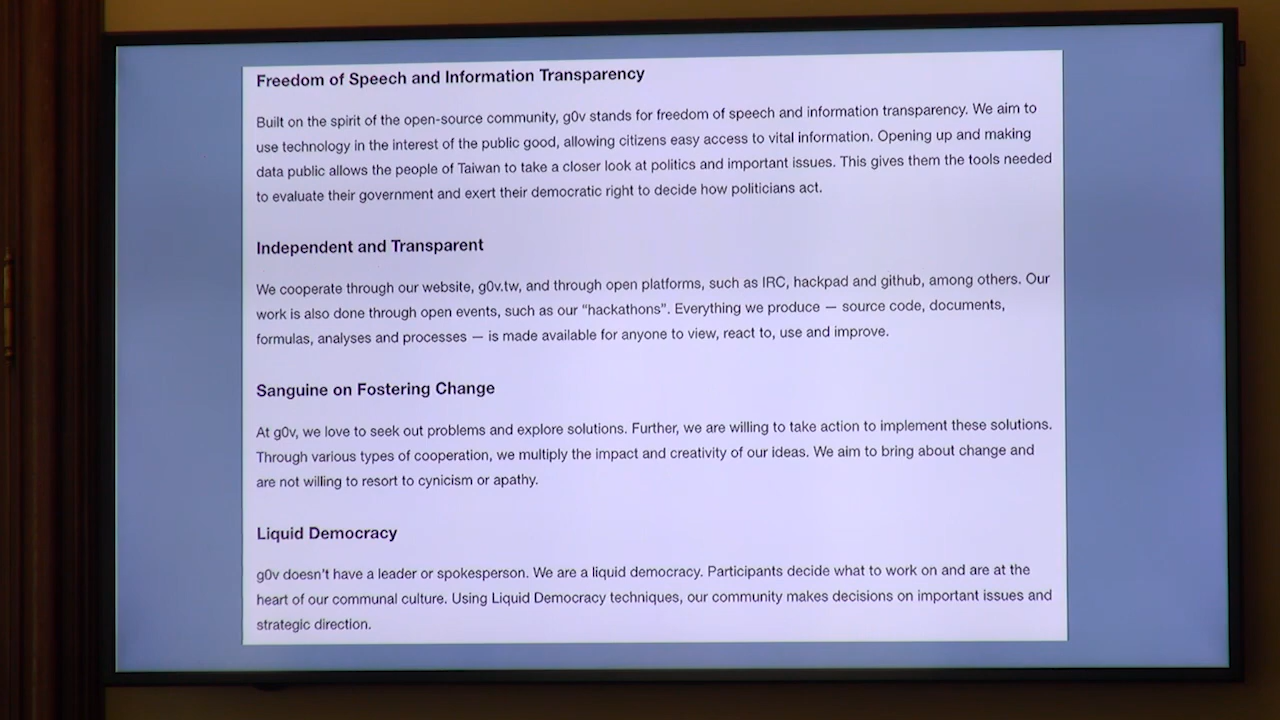 Freedom of Speech and Information Transparency
Built on the spirit of the open-source community, g0v stands for freedom of speech and information transparency. We aim to
use technology in the interest of the public good, allowing citizens easy access to vital information. Opening up and making
data public allows the people of Taiwan to take a closer look at politics and important issues. This gives them the tools needed
to evaluate their government and exert their democratic right to decide how politicians act.
Independent and Transparent
We cooperate through our website, g0v.tw, and through open platforms, such as IRC, hackpad and github, among others. Our
work is also done through open events, such as our "hackathons". Everything we produce — source code, documents,
formulas, analyses and processes — is made available for anyone to view, react to, use and improve.
Sanguine on Fostering Change
At g0v, we love to seek out problems and explore solutions. Further, we are willing to take action to implement these solutions.
Through various types of cooperation, we multiply the impact and creativity of our ideas. We aim to bring about change and
are not willing to resort to cynicism or apathy.
Liquid Democracy
g0v doesn't have a leader or spokesperson. We are a liquid democracy. Participants decide what to work on and are at the
heart of our communal culture. Using Liquid Democracy techniques, our community makes decisions on important issues and
strategic direction.